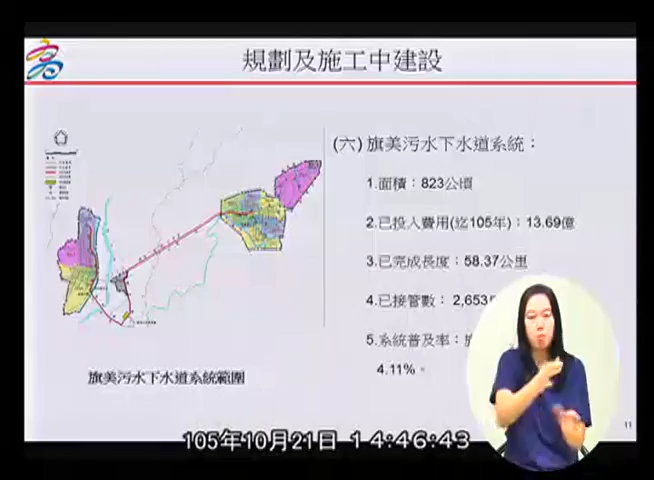 規劃及施工中建設
(六) 旗美污水下水道系統：
1.面積：823公頃
2.已投入費用(迄105年)：13.69億
3.已完成長度：58.37公里
4.已接管數： 2,653
5.系統普及率：
4.11%。
旗美污水下水道系統範圍
11
105年10月21日 14:46:43